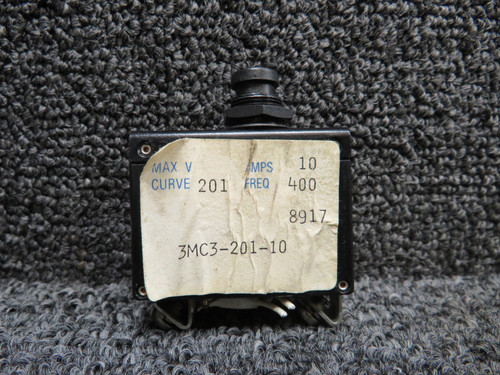 MAX V MPS 10
CURVE 201 FREQ 400
8917
3MC3-201-10